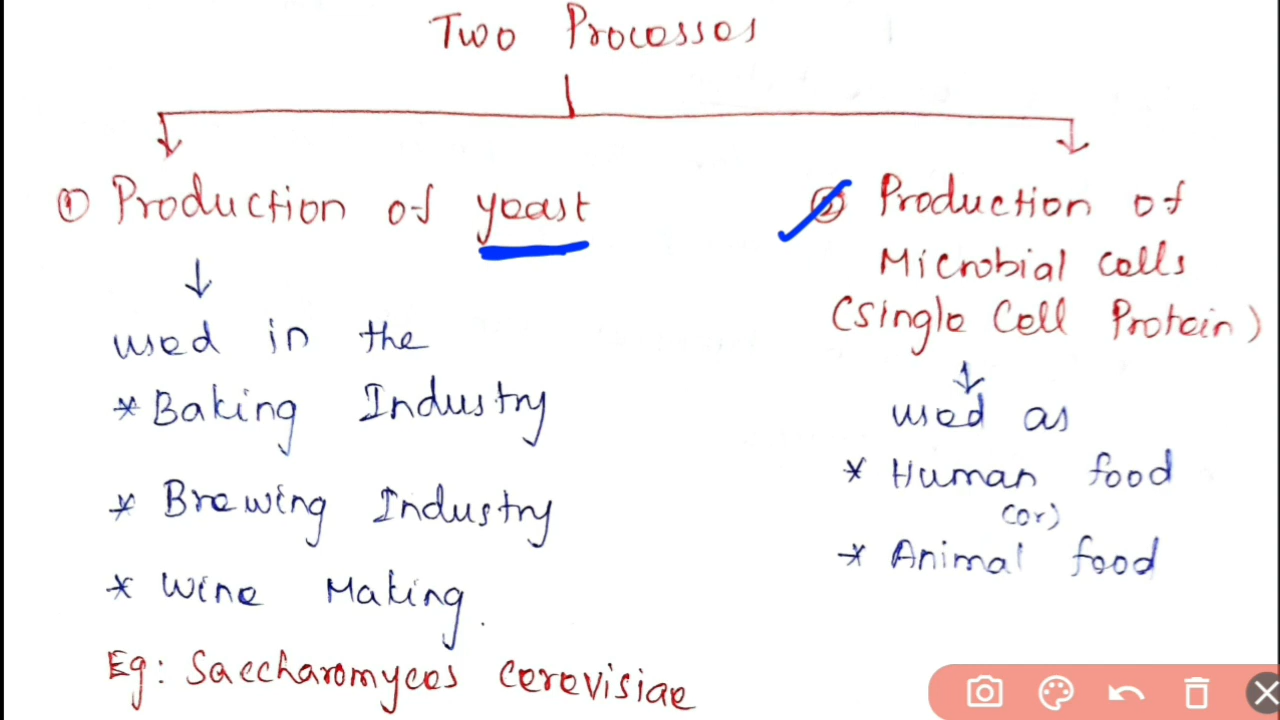 Two Processes
① Production of yeast
↓
used in the
* Baking Industry
* Brewing Industry
* Wine Making.
Eg: Saccharomyces cerevisiae
② Production of
Microbial cells
(Single Cell Protein)
↓
used as
* Human food
(or)
* Animal food